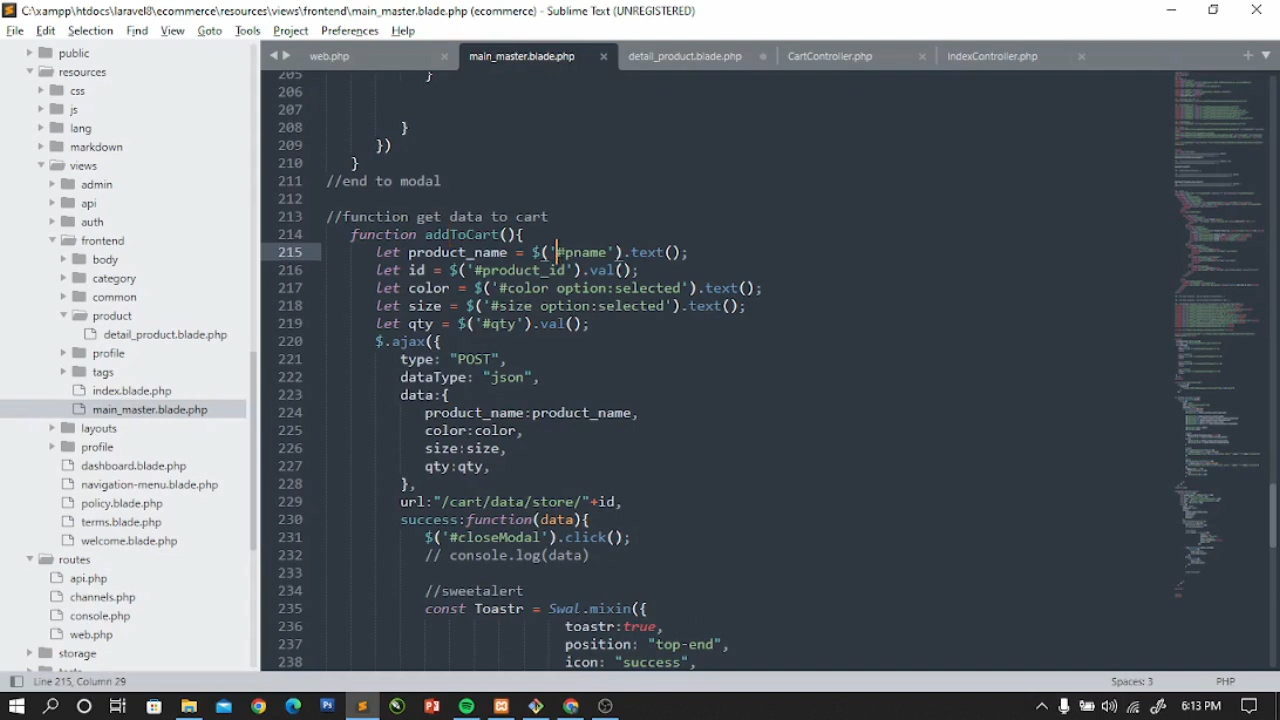 C:\xampp\htdocs\laravel8\ecommerce\resources\views\frontend\main_master.blade.php (ecommerce) - Sublime Text (UNREGISTERED)
File Edit Selection Find View Goto Tools Project Preferences Help
public
resources
css
js
lang
markdown
views
admin
api
auth
frontend
body
category
common
product
detail_product.blade.php
profile
tags
index.blade.php
main_master.blade.php
layouts
profile
dashboard.blade.php
navigation-menu.blade.php
policy.blade.php
terms.blade.php
welcome.blade.php
routes
api.php
channels.php
console.php
web.php
storage
web.php main_master.blade.php detail_product.blade.php CartController.php IndexController.php
205 }
206
207
208 }
209 })
210 }
211 //end to modal
212
213 //function get data to cart
214 function addToCart(){
215 let product_name = $('#pname').text();
216 let id = $('#product_id').val();
217 let color = $('#color option:selected').text();
218 let size = $('#size option:selected').text();
219 let qty = $('#qty').val();
220 $.ajax({
221 type: "POST",
222 dataType: "json",
223 data:{
224 product_name:product_name,
225 color:color,
226 size:size,
227 qty:qty,
228 },
229 url:"/cart/data/store/"+id,
230 success:function(data){
231 $('#closeModal').click();
232 // console.log(data)
233
234 //sweetalert
235 const Toastr = Swal.mixin({
236 toastr:true,
237 position: "top-end",
238 icon: "success",
Line 215, Column 29 Spaces: 3 PHP
6:13 PM